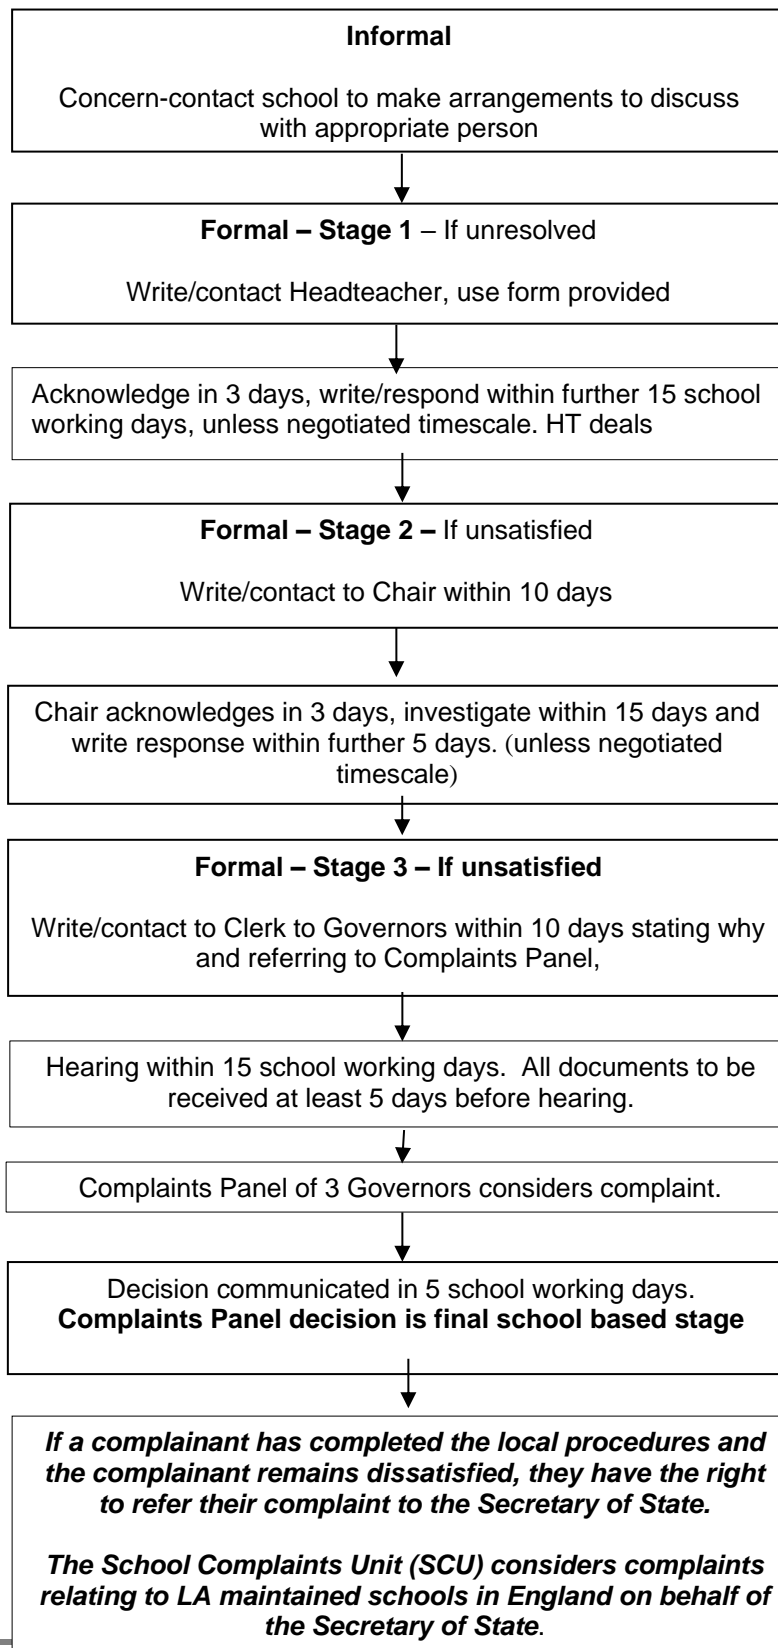 Informal
Concern-contact school to make arrangements to discuss
with appropriate person
Formal – Stage 1 – If unresolved
Write/contact Headteacher, use form provided
Acknowledge in 3 days, write/respond within further 15 school
working days, unless negotiated timescale. HT deals
Formal – Stage 2 – If unsatisfied
Write/contact to Chair within 10 days
Chair acknowledges in 3 days, investigate within 15 days and
write response within further 5 days. (unless negotiated
timescale)
Formal – Stage 3 – If unsatisfied
Write/contact to Clerk to Governors within 10 days stating why
and referring to Complaints Panel,
Hearing within 15 school working days. All documents to be
received at least 5 days before hearing.
Complaints Panel of 3 Governors considers complaint.
Decision communicated in 5 school working days.
Complaints Panel decision is final school based stage
If a complainant has completed the local procedures and
the complainant remains dissatisfied, they have the right
to refer their complaint to the Secretary of State.
The School Complaints Unit (SCU) considers complaints
relating to LA maintained schools in England on behalf of
the Secretary of State.